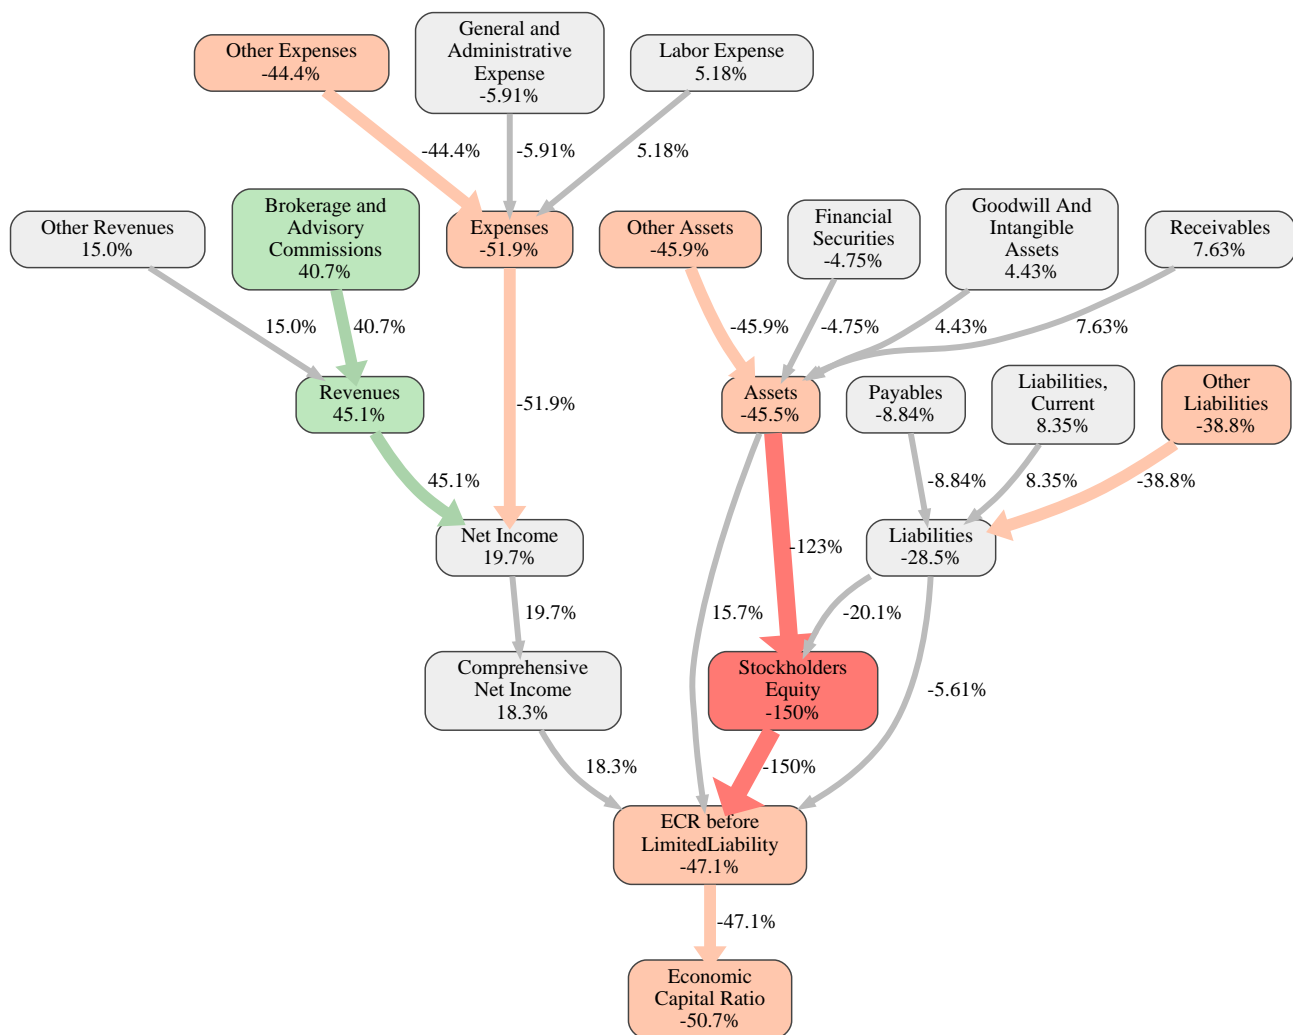 Other Expenses
-44.4%
General and
Administrative
Expense
-5.91%
Labor Expense
5.18%
-44.4%
-5.91%
5.18%
Other Revenues
15.0%
Brokerage and
Advisory
Commissions
40.7%
Expenses
-51.9%
Other Assets
-45.9%
Financial
Securities
-4.75%
Goodwill And
Intangible
Assets
4.43%
Receivables
7.63%
15.0%
40.7%
-45.9%
-4.75%
4.43%
7.63%
Revenues
45.1%
-51.9%
Assets
-45.5%
Payables
-8.84%
Liabilities,
Current
8.35%
Other
Liabilities
-38.8%
45.1%
-8.84%
8.35%
-38.8%
Net Income
19.7%
-123%
Liabilities
-28.5%
19.7%
15.7%
-20.1%
Comprehensive
Net Income
18.3%
Stockholders
Equity
-150%
-5.61%
18.3%
-150%
ECR before
LimitedLiability
-47.1%
-47.1%
Economic
Capital Ratio
-50.7%